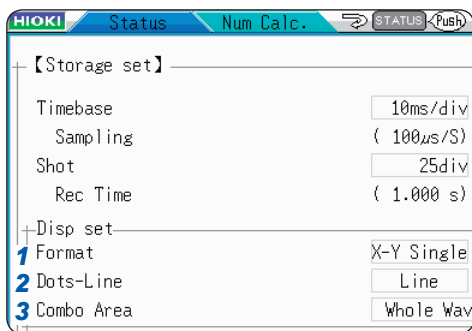 HIOKI Status Num Calc. STATUS Push
【Storage set】
Timebase 10ms/div
Sampling ( 100µs/S)
Shot 25div
Rec Time ( 1.000 s)
Disp set
1 Format X-Y Single
2 Dots-Line Line
3 Combo Area Whole Wav